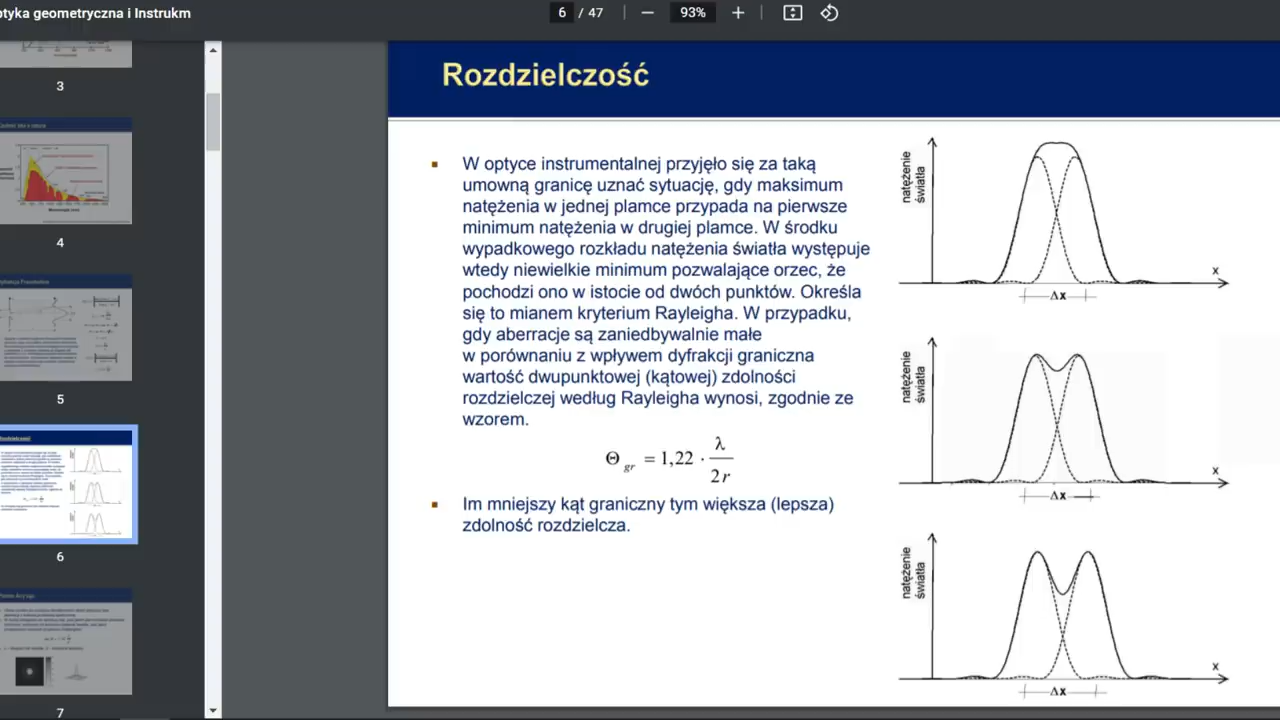 ptyka geometryczna i Instrukm
6 / 47
93%
3
4
5
6
7
Rozdzielczość
W optyce instrumentalnej przyjęło się za taką
umowną granicę uznać sytuację, gdy maksimum
natężenia w jednej plamce przypada na pierwsze
minimum natężenia w drugiej plamce. W środku
wypadkowego rozkładu natężenia światła występuje
wtedy niewielkie minimum pozwalające orzec, że
pochodzi ono w istocie od dwóch punktów. Określa
się to mianem kryterium Rayleigha. W przypadku,
gdy aberracje są zaniedbywalnie małe
w porównaniu z wpływem dyfrakcji graniczna
wartość dwupunktowej (kątowej) zdolności
rozdzielczej według Rayleigha wynosi, zgodnie ze
wzorem.
Θgr = 1,22 · λ / 2r
Im mniejszy kąt graniczny tym większa (lepsza)
zdolność rozdzielcza.
natężenie
światła
x
Δx
natężenie
światła
x
Δx
natężenie
światła
x
Δx